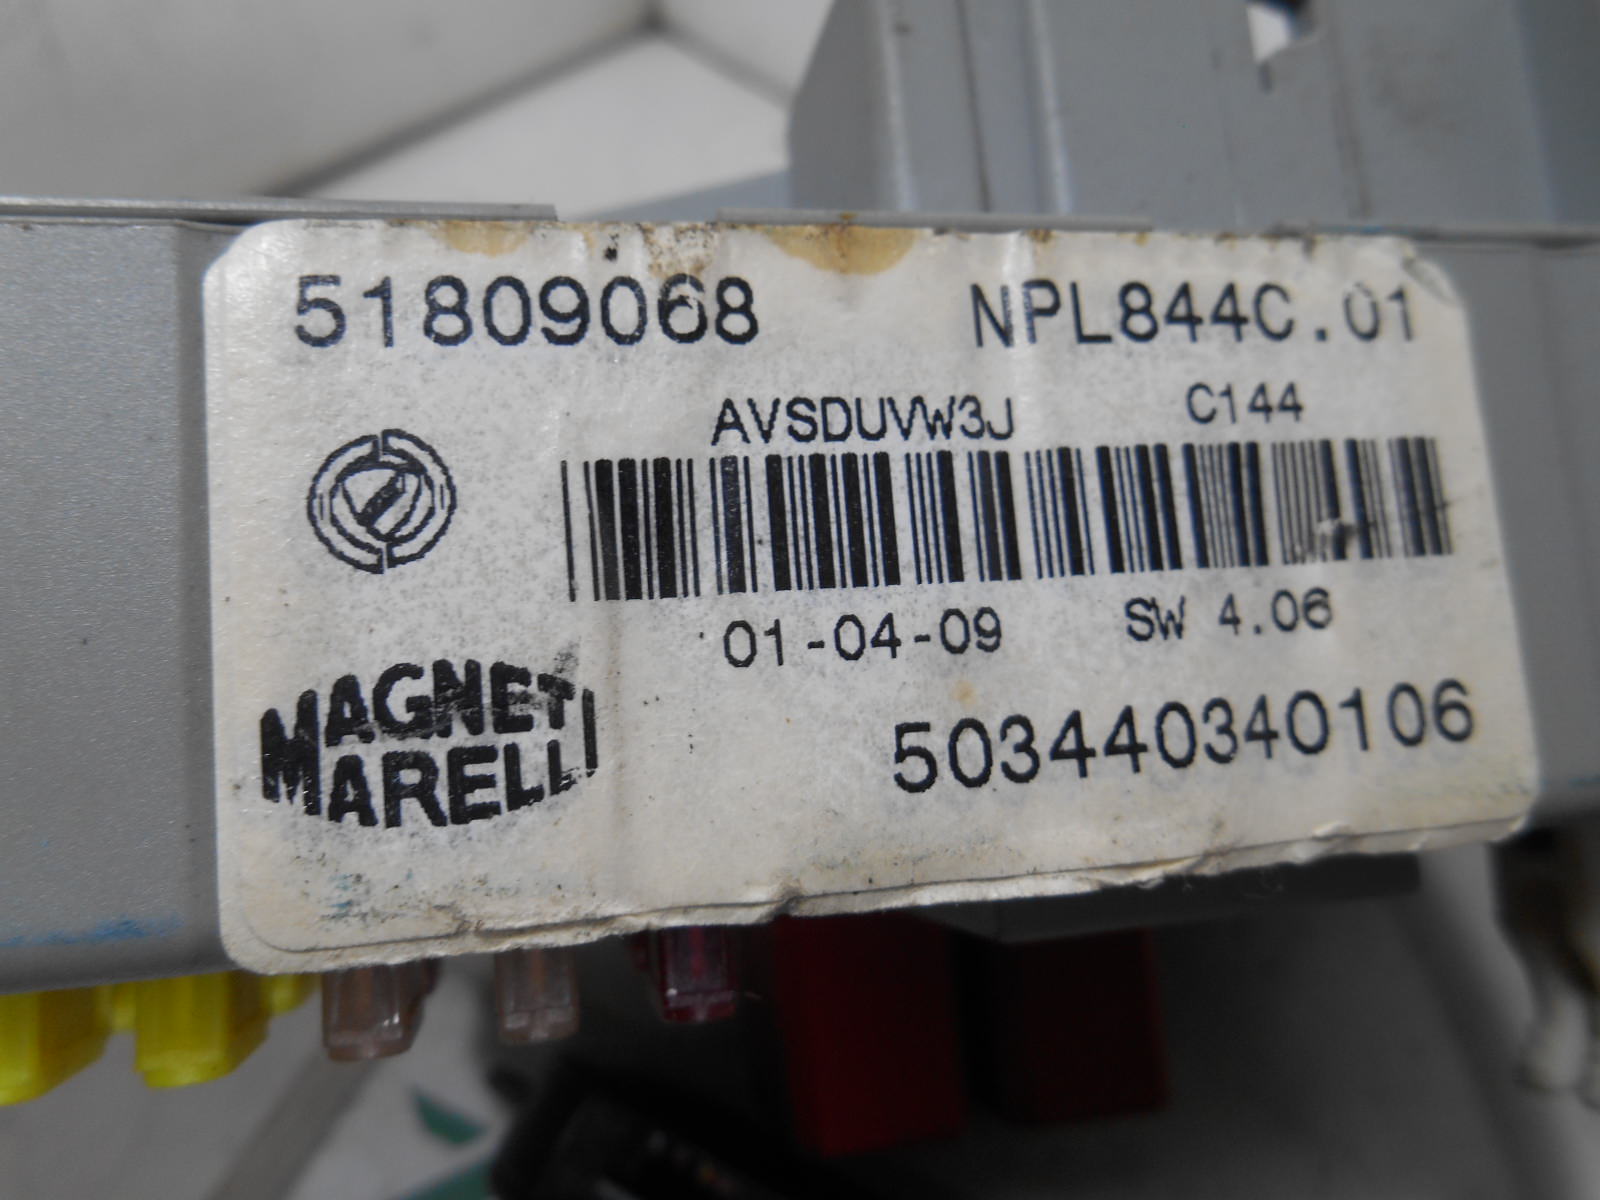 51809068 NPL844C.01
AVSDUVW3J C144
01-04-09 SW 4.06
MAGNETI
MARELLI
503440340106